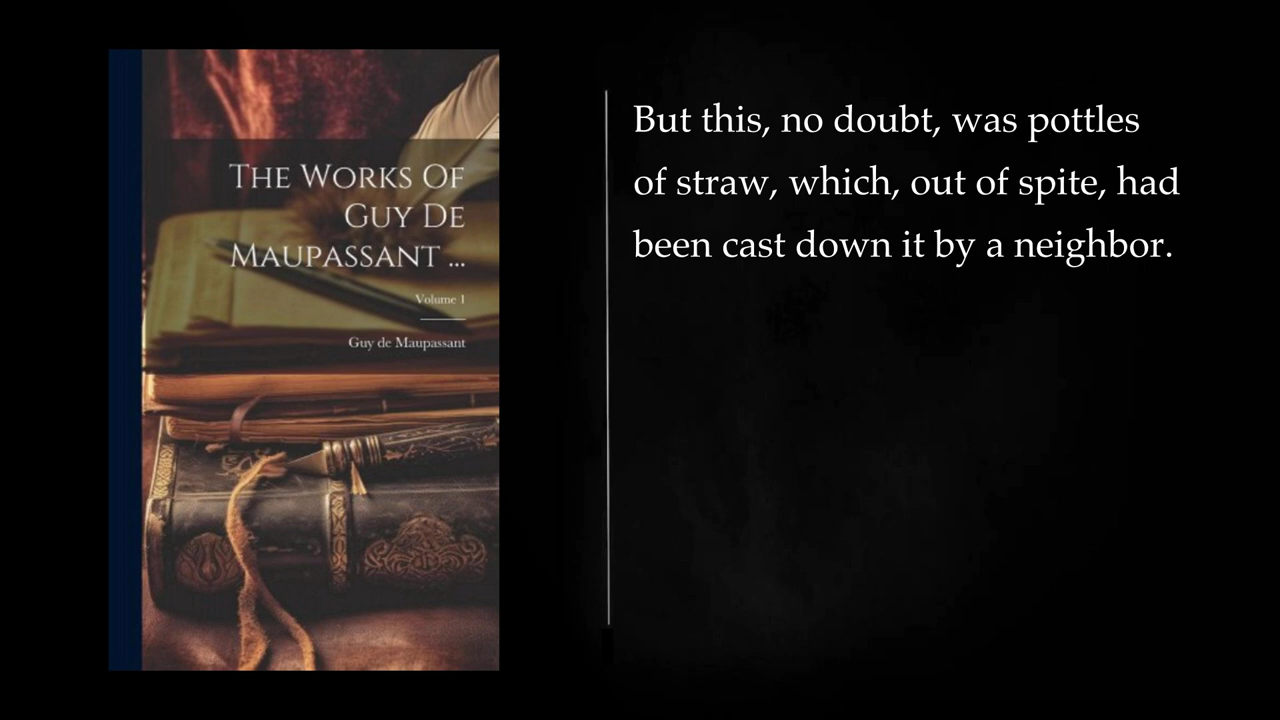 The Works Of
Guy De
Maupassant ...
Volume 1
Guy de Maupassant
But this, no doubt, was pottles
of straw, which, out of spite, had
been cast down it by a neighbor.